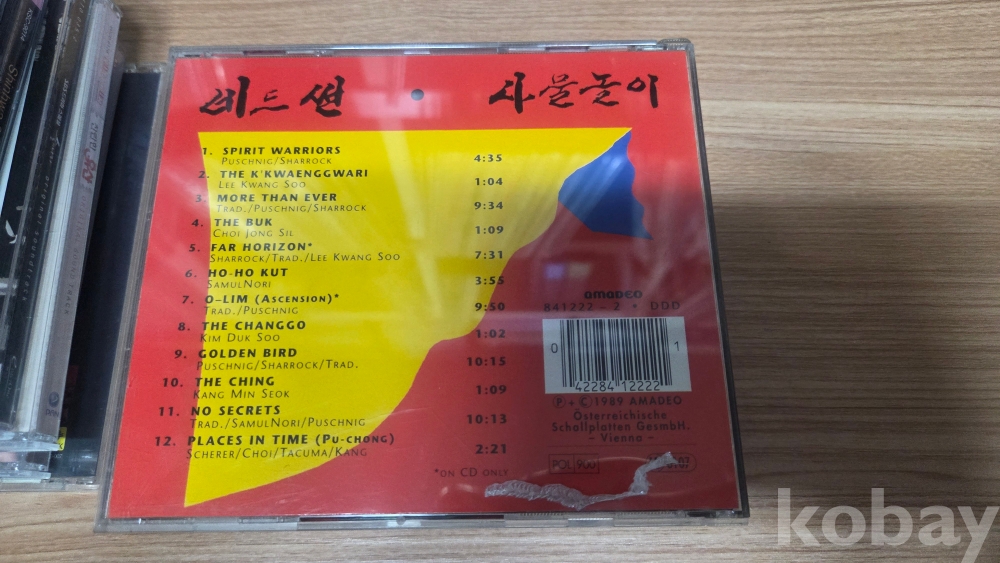 레드 썬 • 사물놀이
1. SPIRIT WARRIORS 4:35
PUSCHNIG/SHARROCK
2. THE K'KWAENGGWARI 1:04
LEE KWANG SOO
3. MORE THAN EVER 9:34
TRAD./PUSCHNIG/SHARROCK
4. THE BUK 1:09
CHOI JONG SIL
5. FAR HORIZON* 7:31
SHARROCK/TRAD./LEE KWANG SOO
6. HO-HO KUT 3:55
SAMULNORI
7. O-LIM (ASCENSION)* 9:50
TRAD./PUSCHNIG
8. THE CHANGGO 1:02
KIM DUK SOO
9. GOLDEN BIRD 10:15
PUSCHNIG/SHARROCK/TRAD.
10. THE CHING 1:09
KANG MIN SEOK
11. NO SECRETS 10:13
TRAD./SAMULNORI/PUSCHNIG
12. PLACES IN TIME (PU-CHONG) 2:21
SCHERER/CHOI/TACUMA/KANG
*ON CD ONLY
amadeo
841222 - 2 • DDD
0 42284 12222 1
Ⓟ + © 1989 AMADEO
Österreichische
Schallplatten GesmbH.
– Vienna –
POL 900
kobay